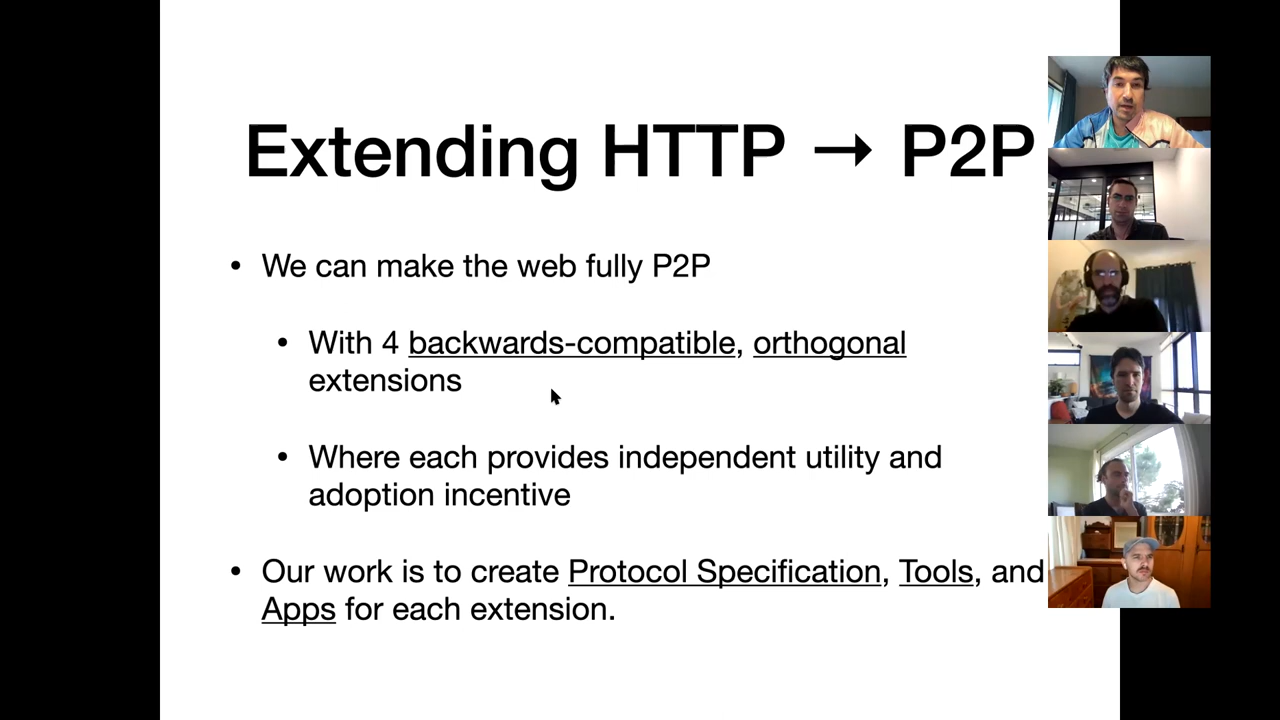 Extending HTTP → P2P
• We can make the web fully P2P
• With 4 backwards-compatible, orthogonal
extensions
• Where each provides independent utility and
adoption incentive
• Our work is to create Protocol Specification, Tools, and
Apps for each extension.